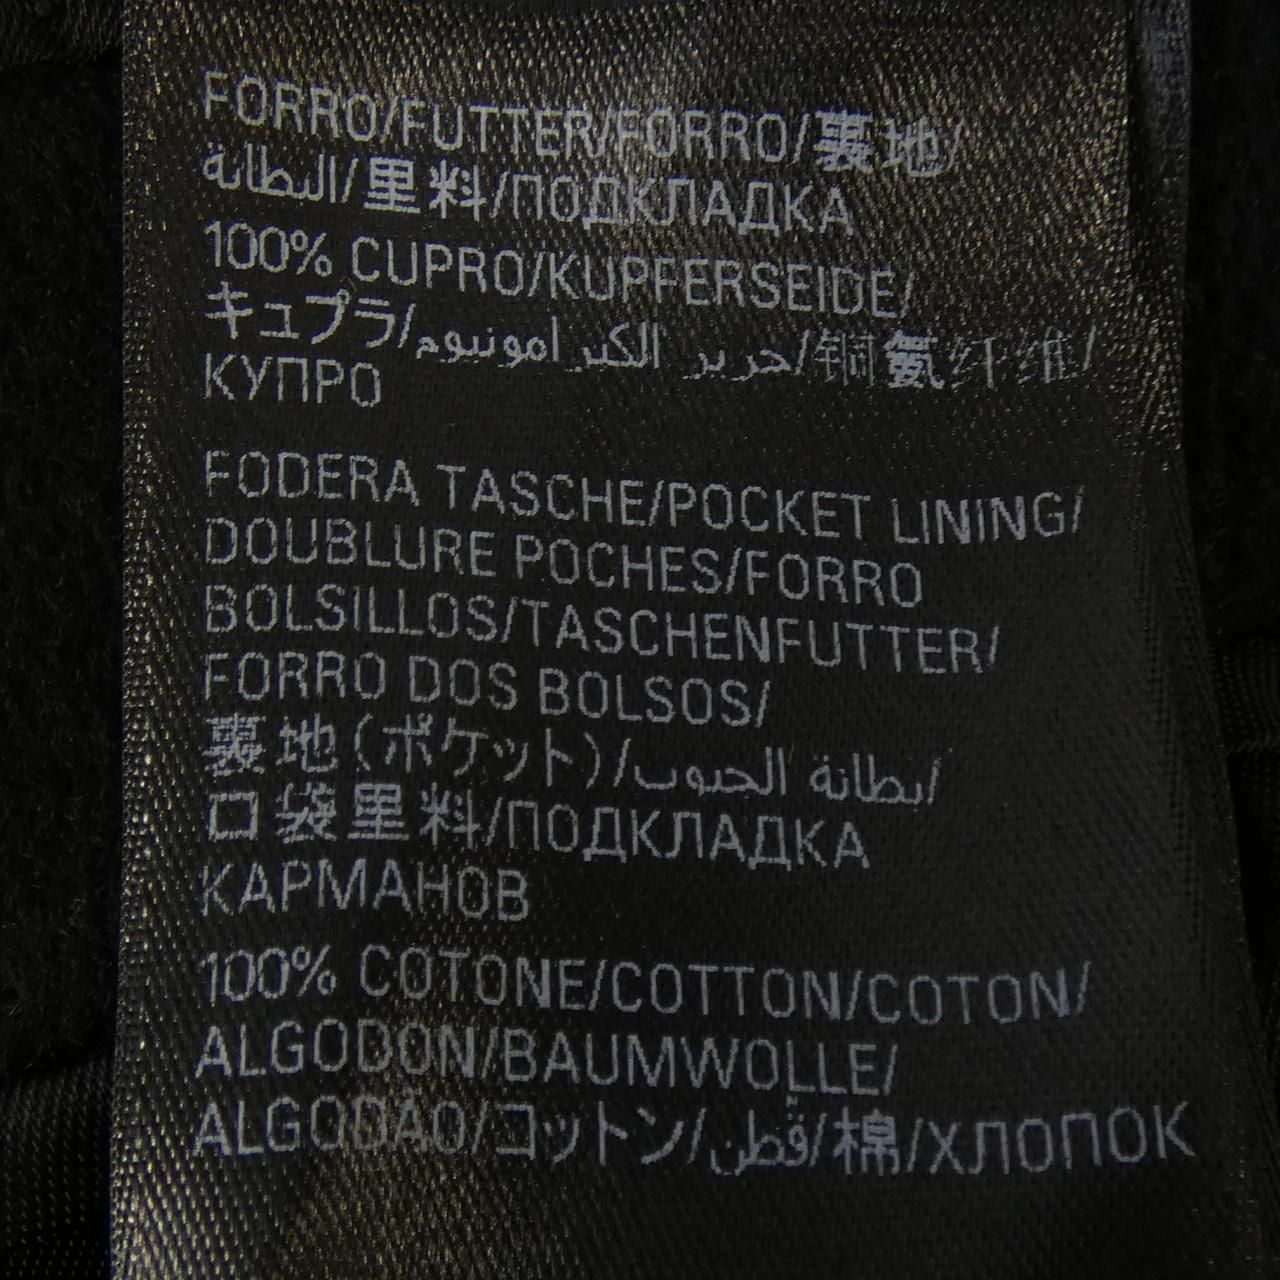 FORRO/FUTTER/FORRO/裏地/
البطانة/里料/ПОДКЛАДКА
100% CUPRO/KUPFERSEIDE/
キュプラ/حرير الكبر امونيوم/铜氨纤维/
КУПРО
FODERA TASCHE/POCKET LINING/
DOUBLURE POCHES/FORRO
BOLSILLOS/TASCHENFUTTER/
FORRO DOS BOLSOS/
裏地(ポケット)/بطانة الجيوب/
口袋里料/ПОДКЛАДКА
КАРМАНОВ
100% COTONE/COTTON/COTON/
ALGODON/BAUMWOLLE/
ALGODÃO/コットン/قطن/棉/ХЛОПОК